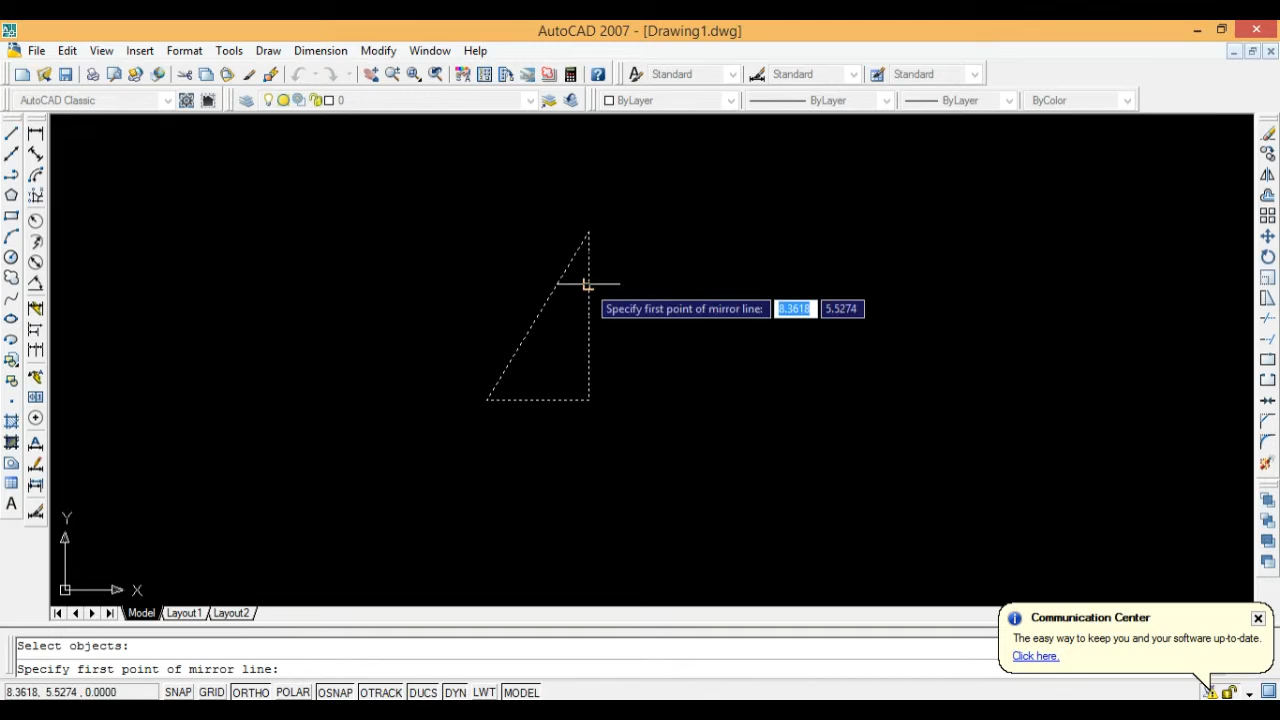 AutoCAD 2007 - [Drawing1.dwg]
File Edit View Insert Format Tools Draw Dimension Modify Window Help
Standard Standard Standard
AutoCAD Classic 0 ByLayer ByLayer ByLayer ByColor
Specify first point of mirror line: 8.3618 5.5274
Y
X
Model Layout1 Layout2
Communication Center
The easy way to keep you and your software up-to-date.
Click here.
Select objects:
Specify first point of mirror line:
8.3618, 5.5274 , 0.0000 SNAP GRID ORTHO POLAR OSNAP OTRACK DUCS DYN LWT MODEL